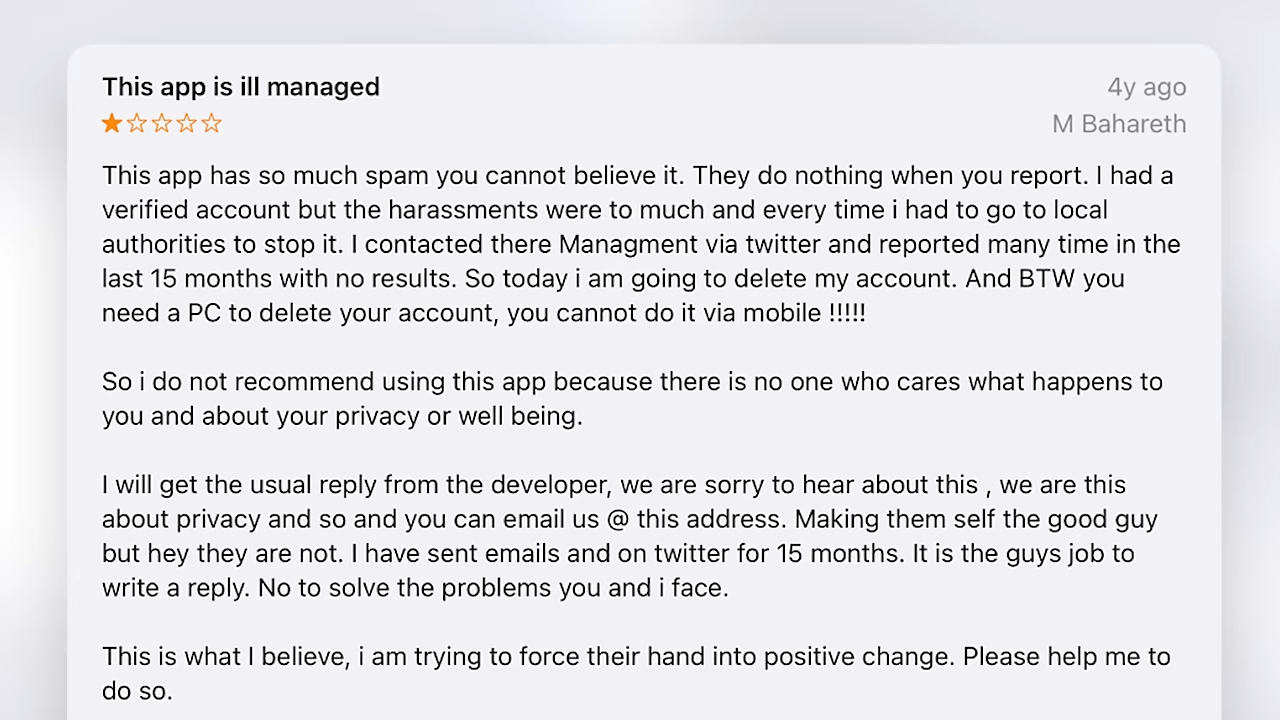 This app is ill managed
4y ago
M Bahareth
This app has so much spam you cannot believe it. They do nothing when you report. I had a
verified account but the harassments were to much and every time i had to go to local
authorities to stop it. I contacted there Managment via twitter and reported many time in the
last 15 months with no results. So today i am going to delete my account. And BTW you
need a PC to delete your account, you cannot do it via mobile !!!!!
So i do not recommend using this app because there is no one who cares what happens to
you and about your privacy or well being.
I will get the usual reply from the developer, we are sorry to hear about this , we are this
about privacy and so and you can email us @ this address. Making them self the good guy
but hey they are not. I have sent emails and on twitter for 15 months. It is the guys job to
write a reply. No to solve the problems you and i face.
This is what I believe, i am trying to force their hand into positive change. Please help me to
do so.